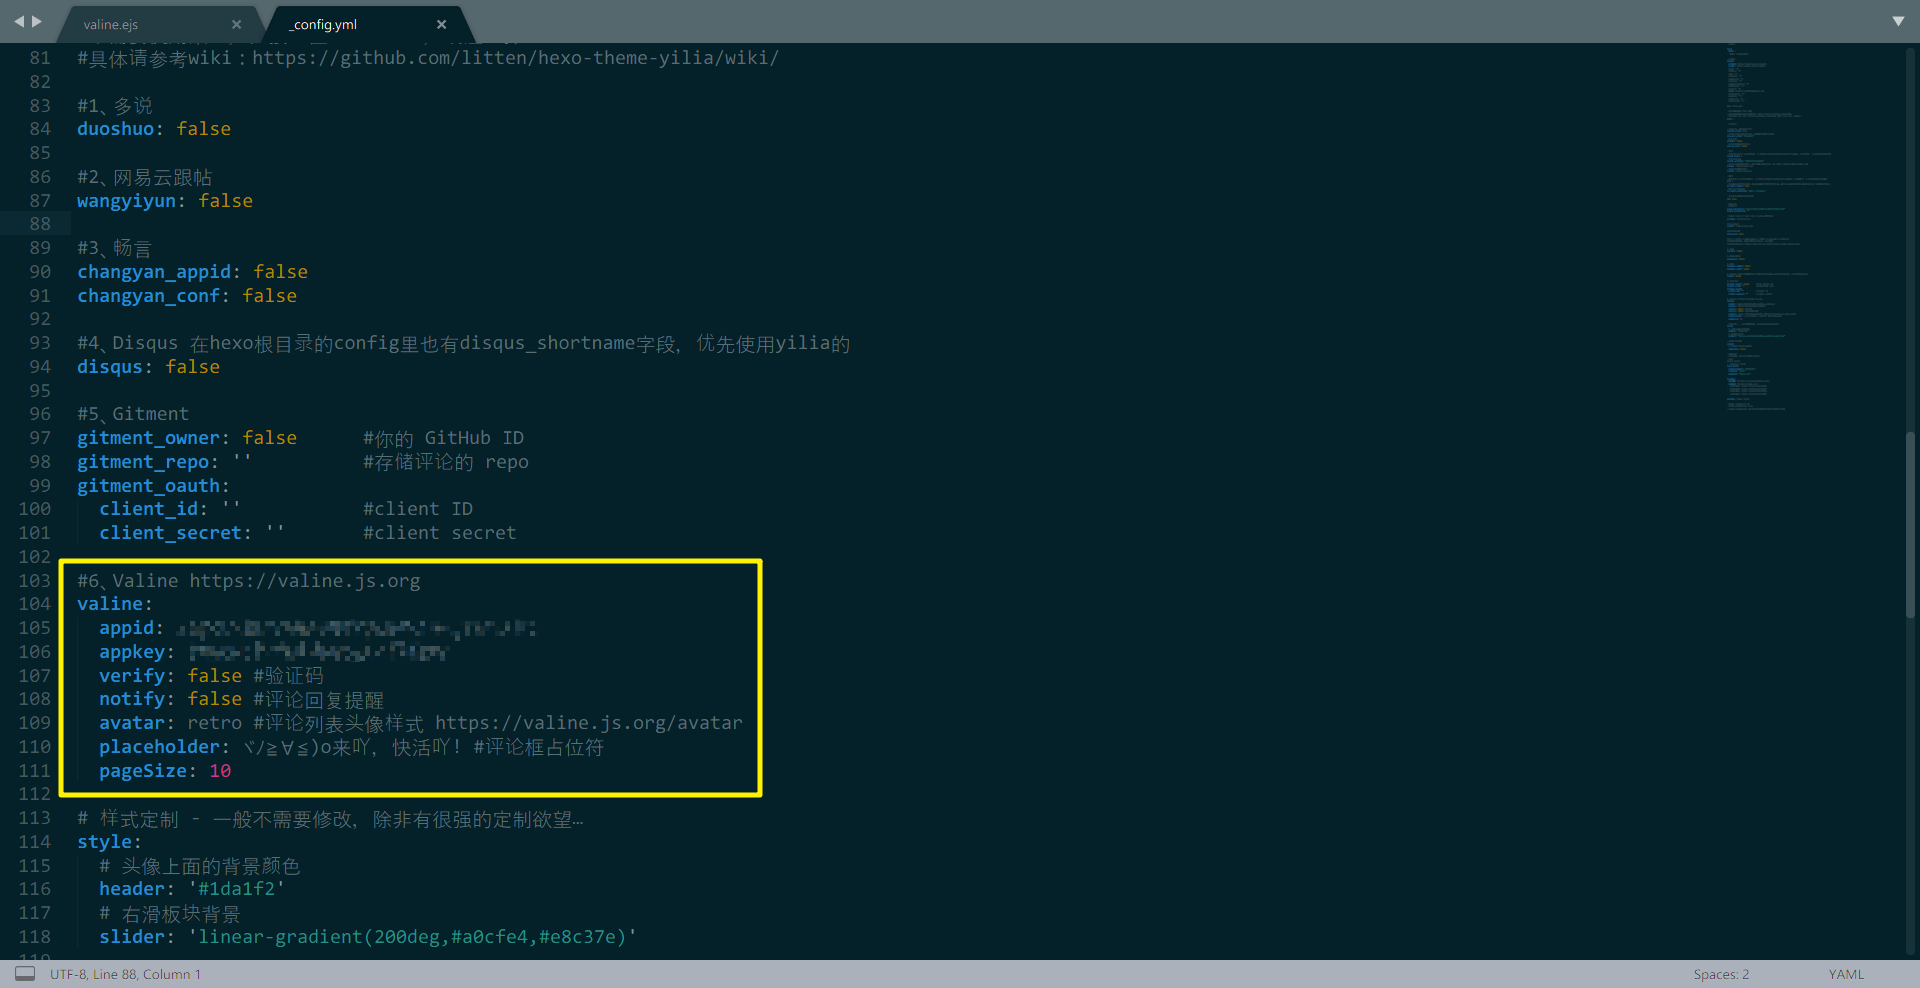 valine.ejs
_config.yml
81 #具体请参考wiki：https://github.com/litten/hexo-theme-yilia/wiki/
82
83 #1、多说
84 duoshuo: false
85
86 #2、网易云跟帖
87 wangyiyun: false
88
89 #3、畅言
90 changyan_appid: false
91 changyan_conf: false
92
93 #4、Disqus 在hexo根目录的config里也有disqus_shortname字段，优先使用yilia的
94 disqus: false
95
96 #5、Gitment
97 gitment_owner: false      #你的 GitHub ID
98 gitment_repo: ''          #存储评论的 repo
99 gitment_oauth:
100   client_id: ''           #client ID
101   client_secret: ''       #client secret
102
103 #6、Valine https://valine.js.org
104 valine:
105   appid:
106   appkey:
107   verify: false #验证码
108   notify: false #评论回复提醒
109   avatar: retro #评论列表头像样式 https://valine.js.org/avatar
110   placeholder: ヾﾉ≧∀≦)o来吖，快活吖! #评论框占位符
111   pageSize: 10
112
113 # 样式定制 - 一般不需要修改，除非有很强的定制欲望…
114 style:
115   # 头像上面的背景颜色
116   header: '#1da1f2'
117   # 右滑板块背景
118   slider: 'linear-gradient(200deg,#a0cfe4,#e8c37e)'
UTF-8, Line 88, Column 1
Spaces: 2
YAML